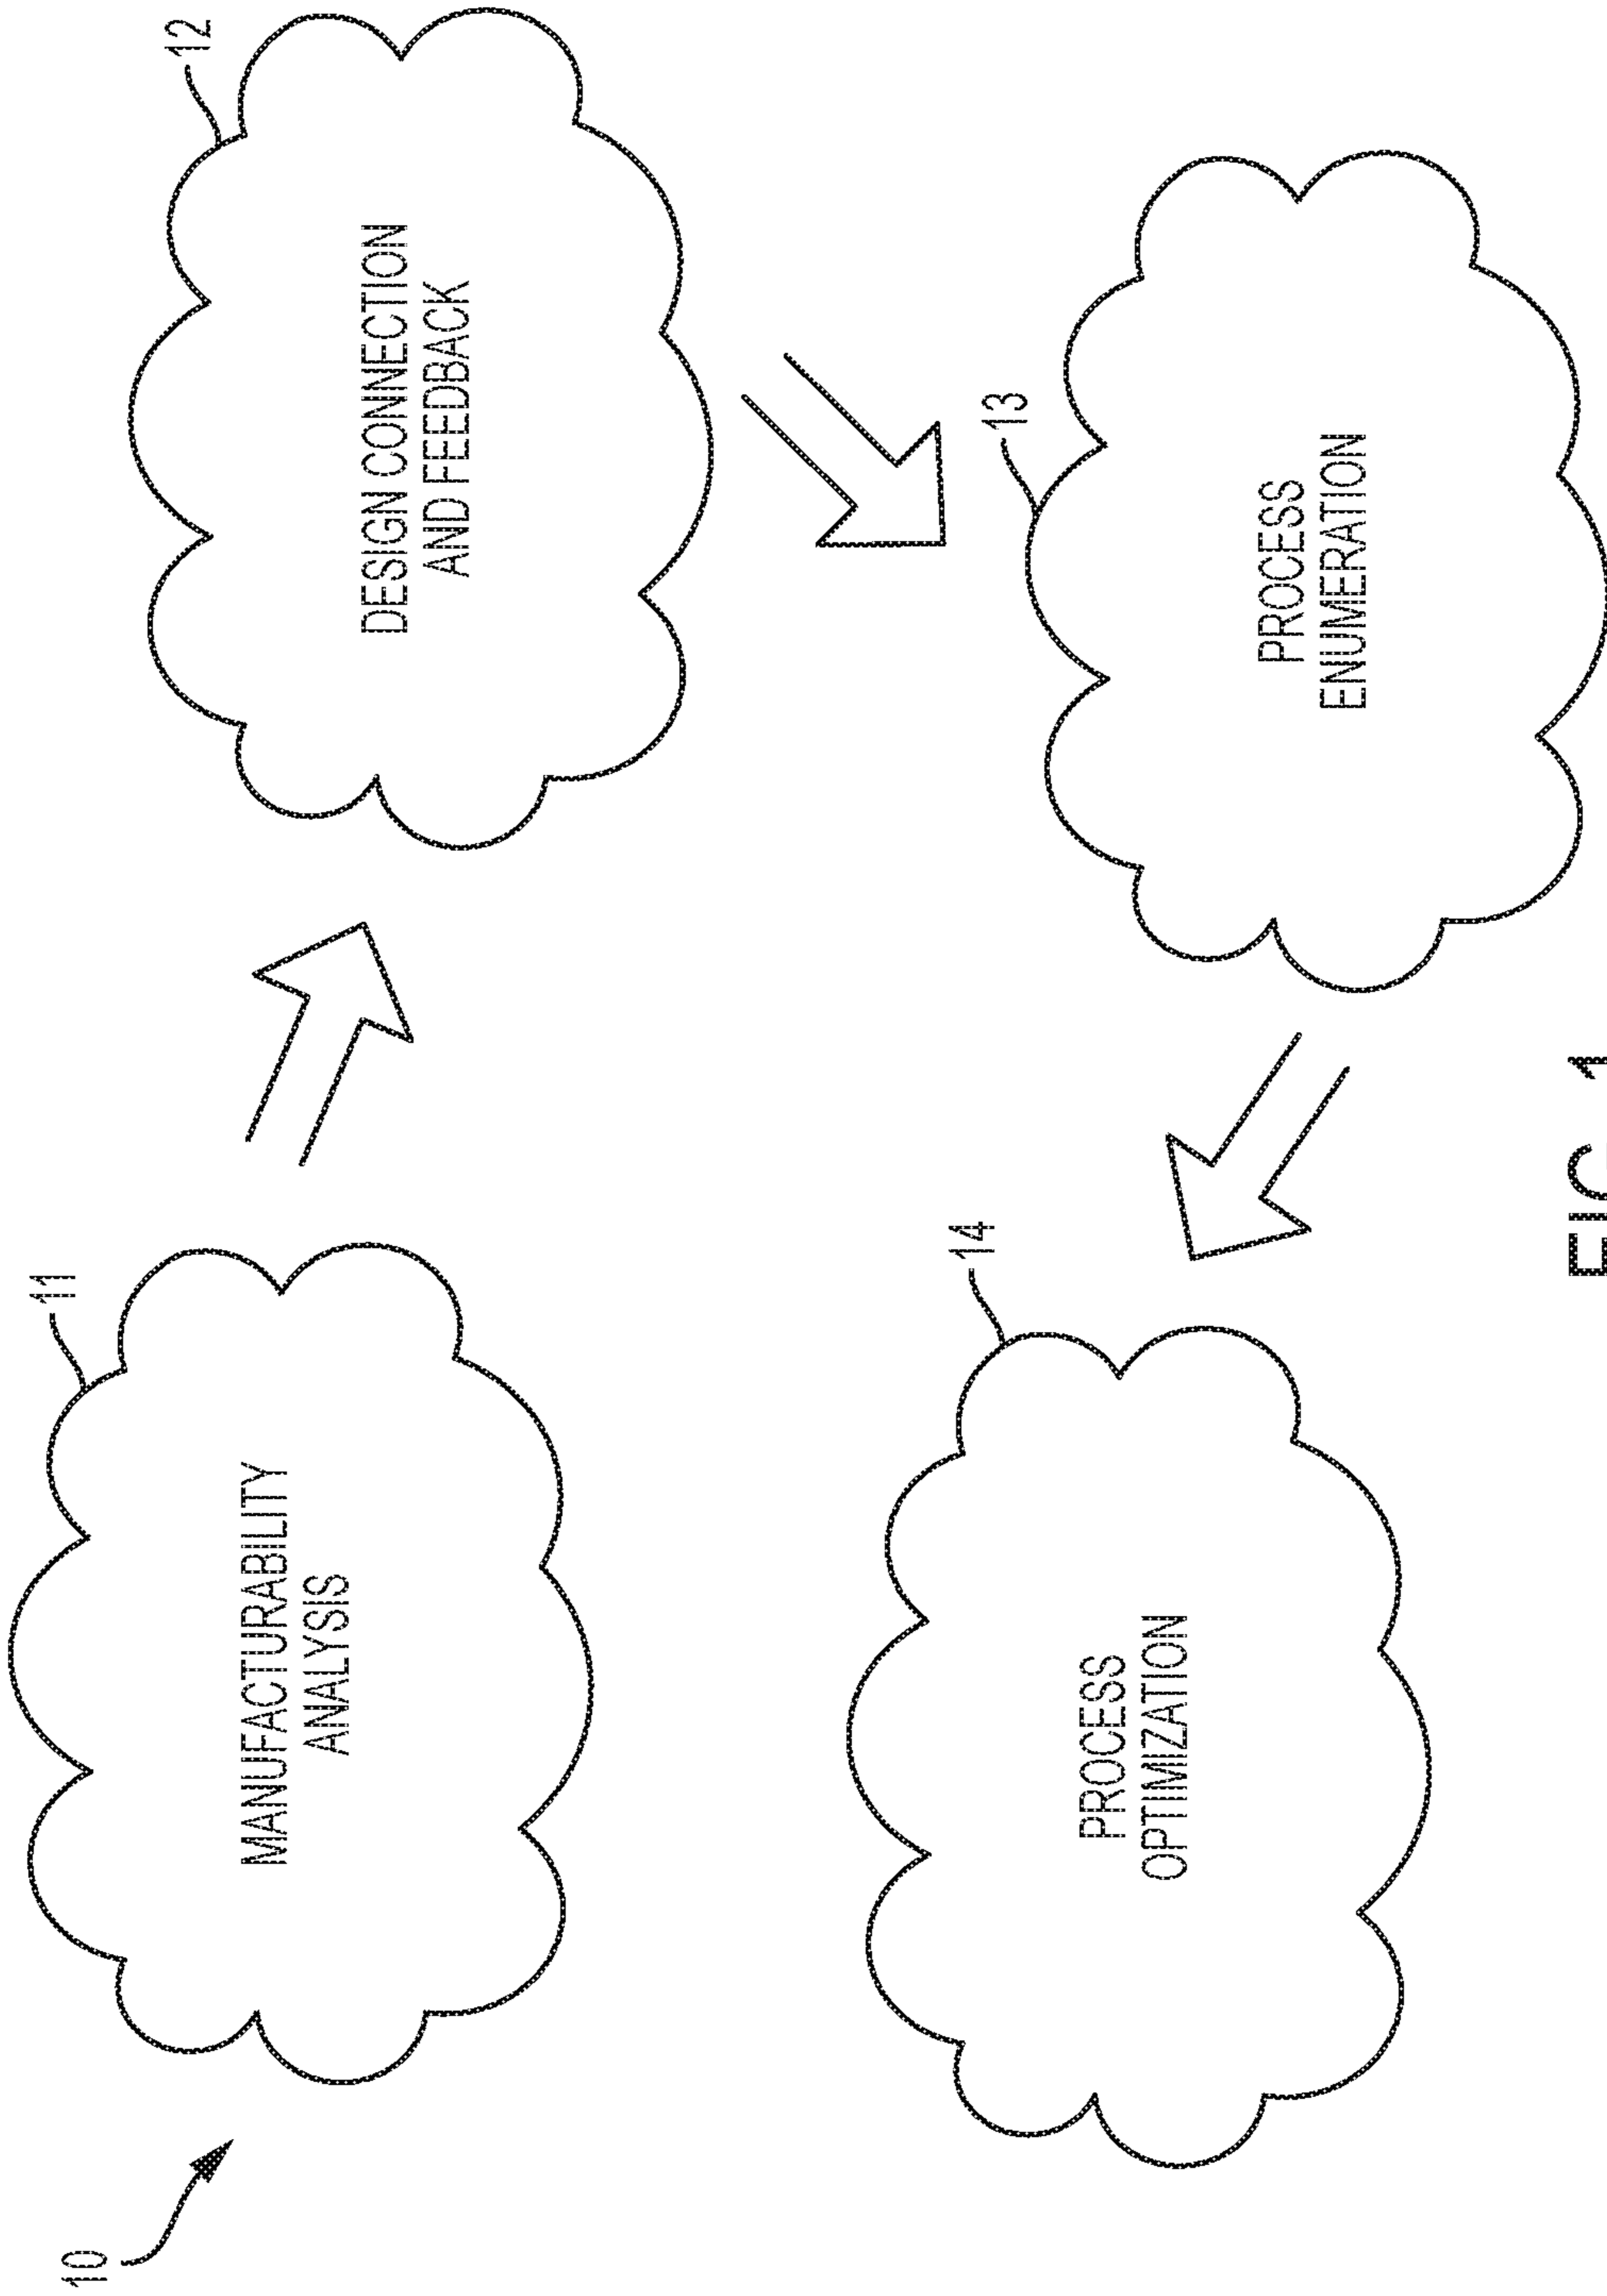 10
11
MANUFACTURABILITY
ANALYSIS
12
DESIGN CONNECTION
AND FEEDBACK
13
PROCESS
ENUMERATION
14
PROCESS
OPTIMIZATION
FIG. 1